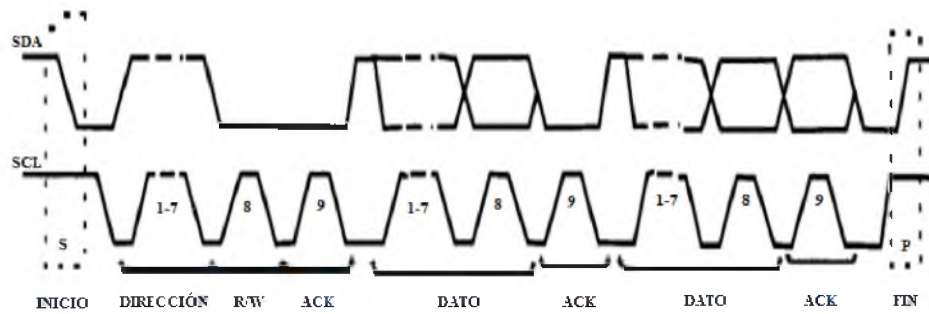 SDA
SCL
1-7 8 9 1-7 8 9 1-7 8 9
S P
INICIO DIRECCIÓN R/W ACK DATO ACK DATO ACK FIN